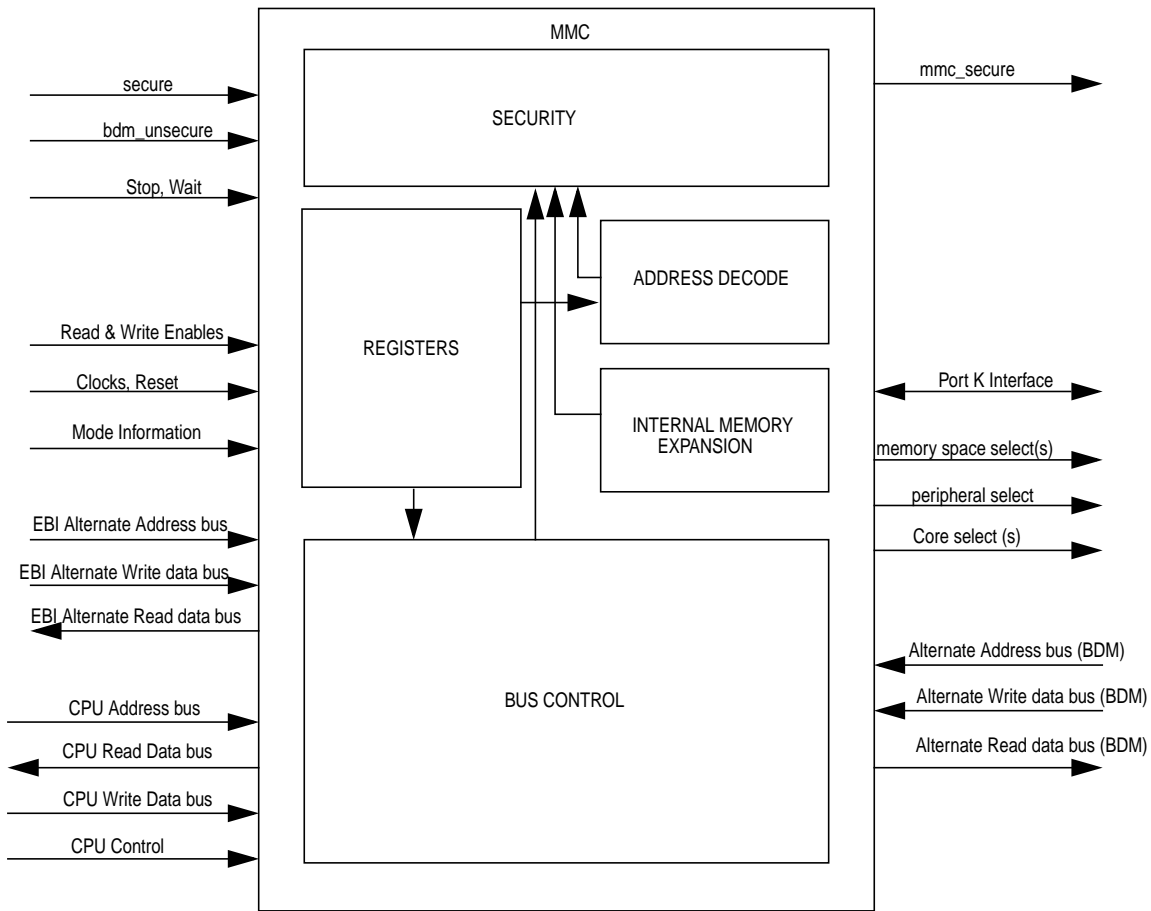 MMC
secure
bdm_unsecure
Stop, Wait
Read & Write Enables
Clocks, Reset
Mode Information
EBI Alternate Address bus
EBI Alternate Write data bus
EBI Alternate Read data bus
CPU Address bus
CPU Read Data bus
CPU Write Data bus
CPU Control
SECURITY
REGISTERS
ADDRESS DECODE
INTERNAL MEMORY
EXPANSION
BUS CONTROL
mmc_secure
Port K Interface
memory space select(s)
peripheral select
Core select (s)
Alternate Address bus (BDM)
Alternate Write data bus (BDM)
Alternate Read data bus (BDM)